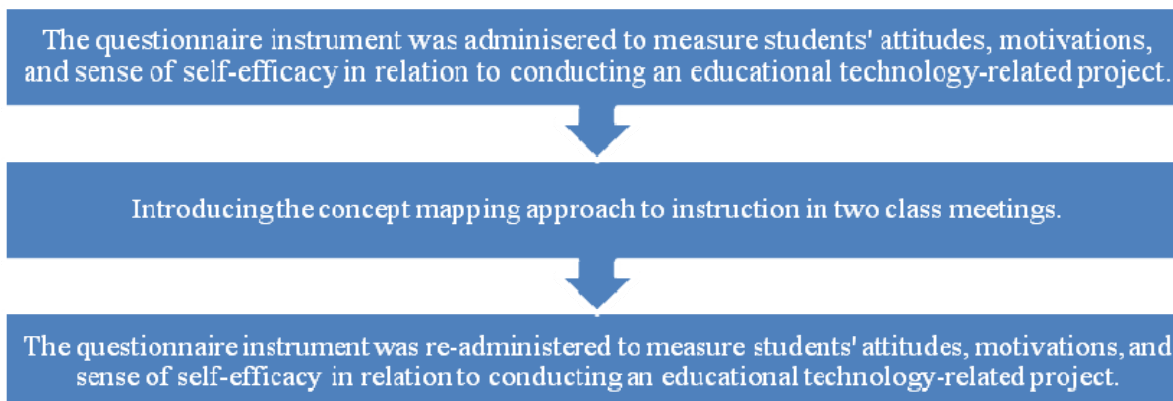 The questionnaire instrument was adminisered to measure students' attitudes, motivations,
and sense of self-efficacy in relation to conducting an educational technology-related project.
Introducing the concept mapping approach to instruction in two class meetings.
The questionnaire instrument was re-administered to measure students' attitudes, motivations, and
sense of self-efficacy in relation to conducting an educational technology-related project.